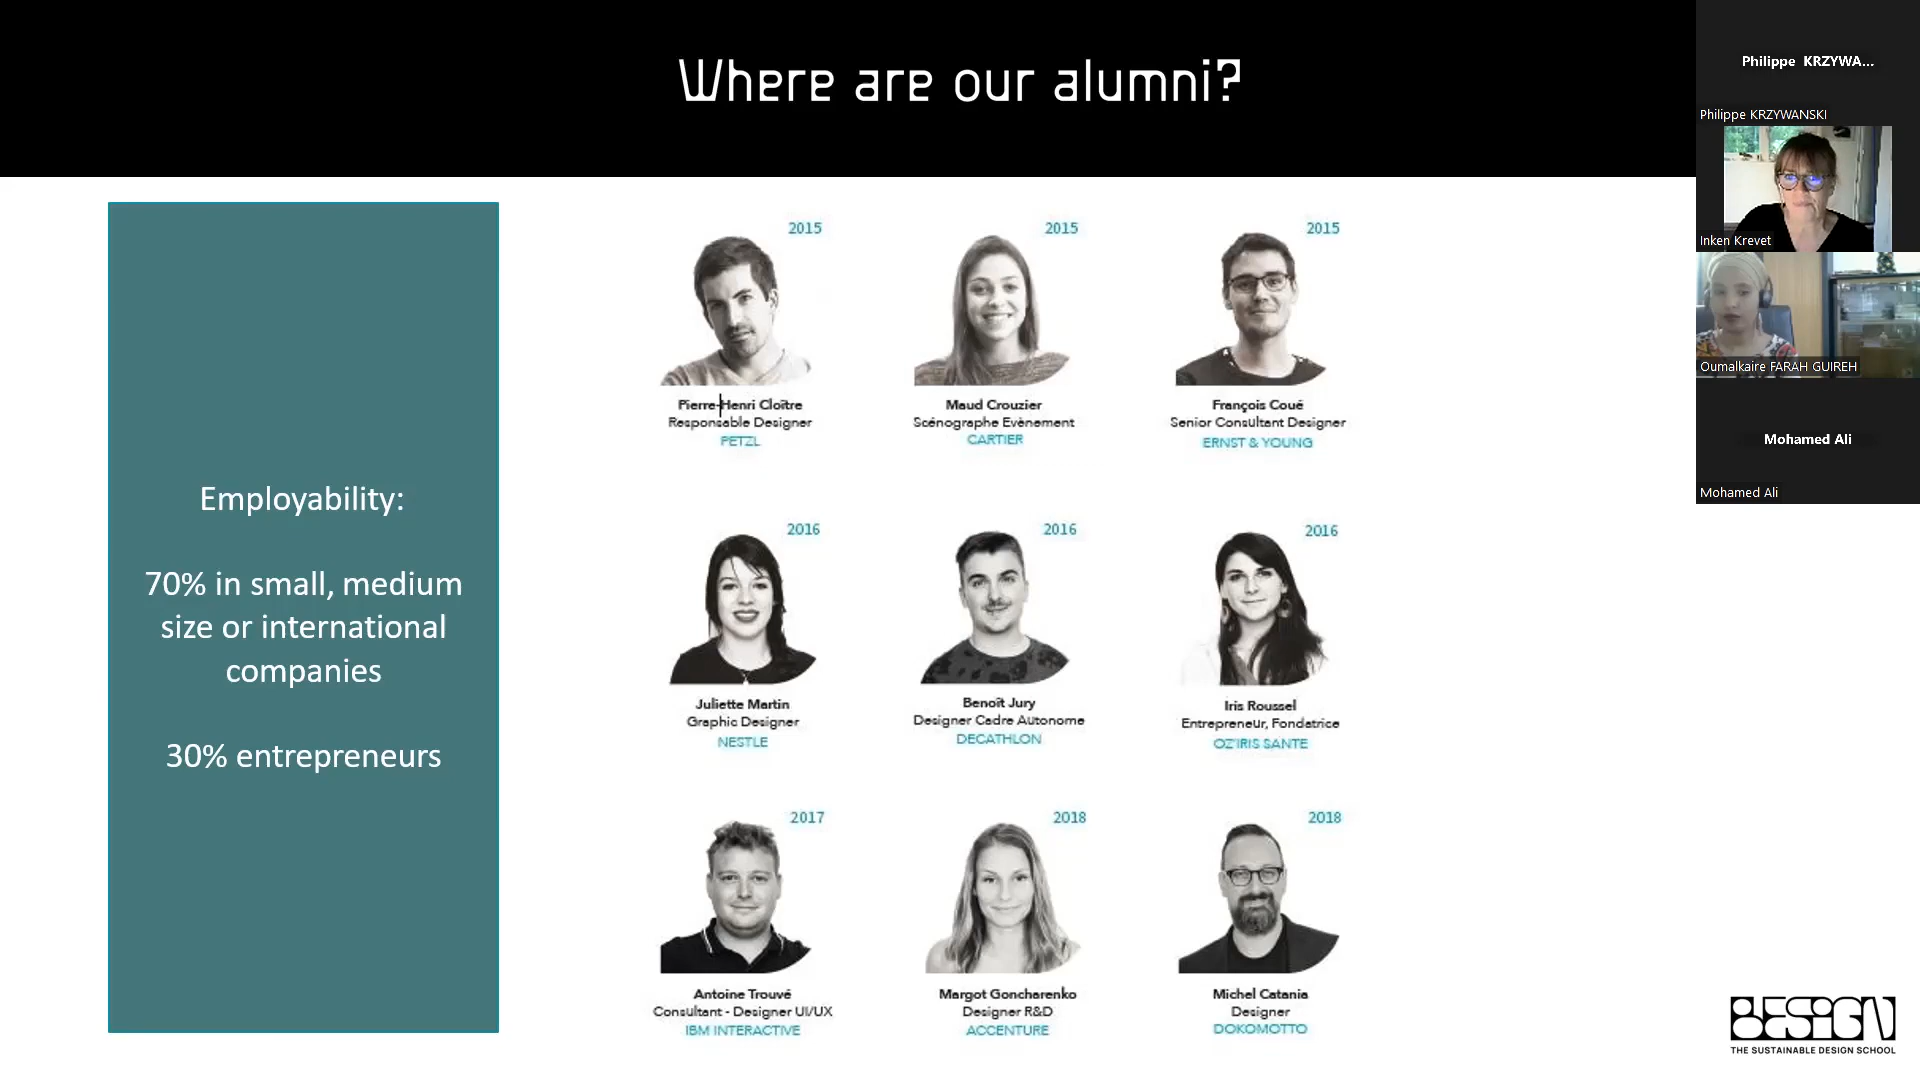 Where are our alumni?
Employability:
70% in small, medium
size or international
companies
30% entrepreneurs
2015
Pierre-Henri Cloître
Responsable Designer
PETZL
2015
Maud Crouzier
Scénographe Evènement
CARTIER
2015
François Coué
Senior Consultant Designer
ERNST & YOUNG
2016
Juliette Martin
Graphic Designer
NESTLE
2016
Benoît Jury
Designer Cadre Autonome
DECATHLON
2016
Iris Roussel
Entrepreneur, Fondatrice
OZ'IRIS SANTE
2017
Antoine Trouvé
Consultant - Designer UI/UX
IBM INTERACTIVE
2018
Margot Goncharenko
Designer R&D
ACCENTURE
2018
Michel Catania
Designer
DOKOMOTTO
Philippe KRZYWA...
Philippe KRZYWANSKI
Inken Krevet
Oumalkaire FARAH GUIREH
Mohamed Ali
Mohamed Ali
DESIGN
THE SUSTAINABLE DESIGN SCHOOL